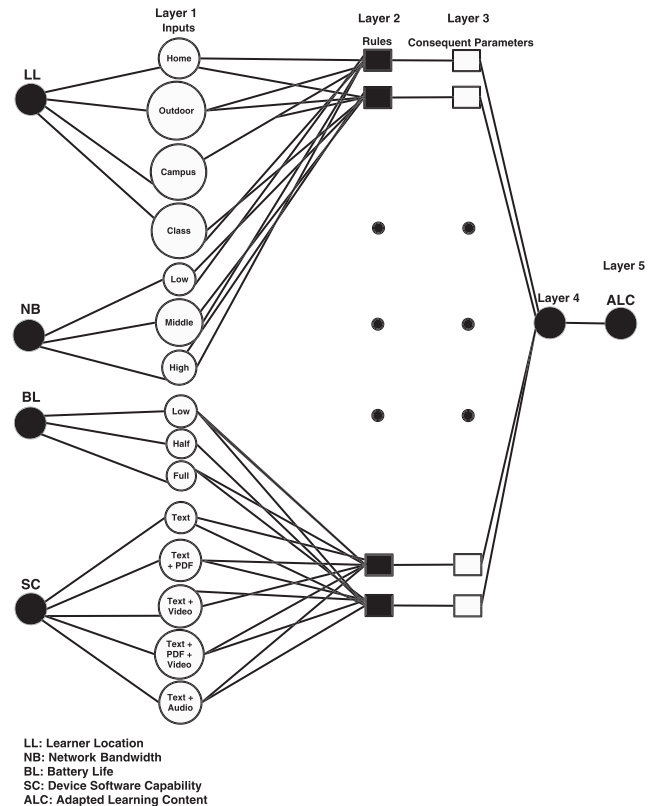 Layer 1
Inputs
Layer 2
Rules
Layer 3
Consequent Parameters
Home
LL
Outdoor
Campus
Class
Low
NB
Middle
High
BL
Low
Half
Full
Text
Text
+ PDF
SC
Text +
Video
Text +
PDF +
Video
Text +
Audio
Layer 4
Layer 5
ALC
LL: Learner Location
NB: Network Bandwidth
BL: Battery Life
SC: Device Software Capability
ALC: Adapted Learning Content